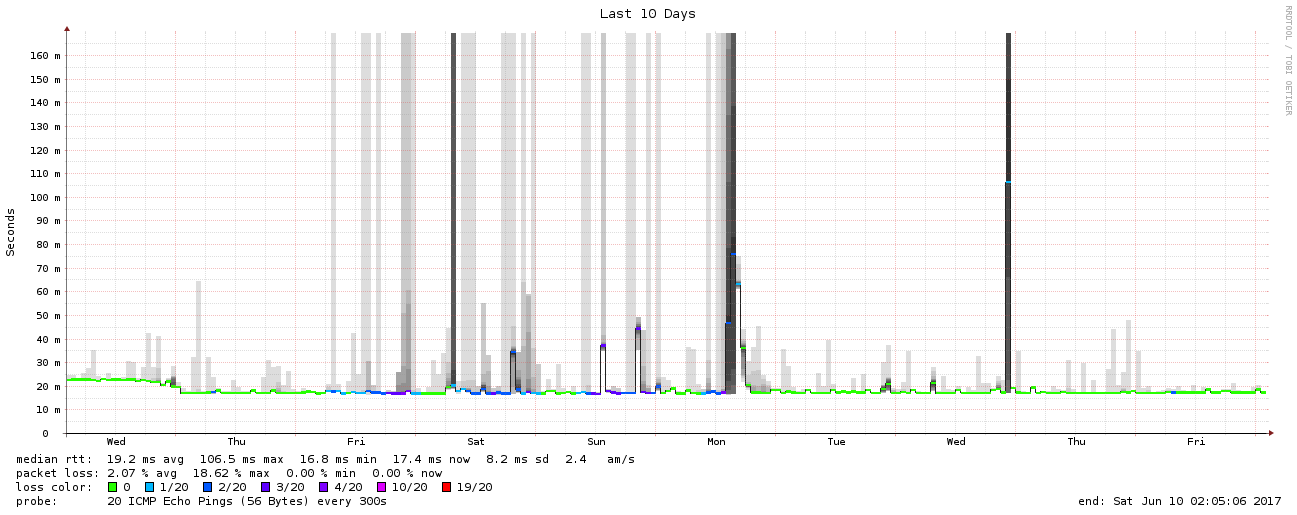 Last 10 Days
RRDTOOL / TOBI OETIKER
Seconds
160 m
150 m
140 m
130 m
120 m
110 m
100 m
90 m
80 m
70 m
60 m
50 m
40 m
30 m
20 m
10 m
0
Wed Thu Fri Sat Sun Mon Tue Wed Thu Fri
median rtt: 19.2 ms avg 106.5 ms max 16.8 ms min 17.4 ms now 8.2 ms sd 2.4 am/s
packet loss: 2.07 % avg 18.62 % max 0.00 % min 0.00 % now
loss color: 0 1/20 2/20 3/20 4/20 10/20 19/20
probe: 20 ICMP Echo Pings (56 Bytes) every 300s end: Sat Jun 10 02:05:06 2017